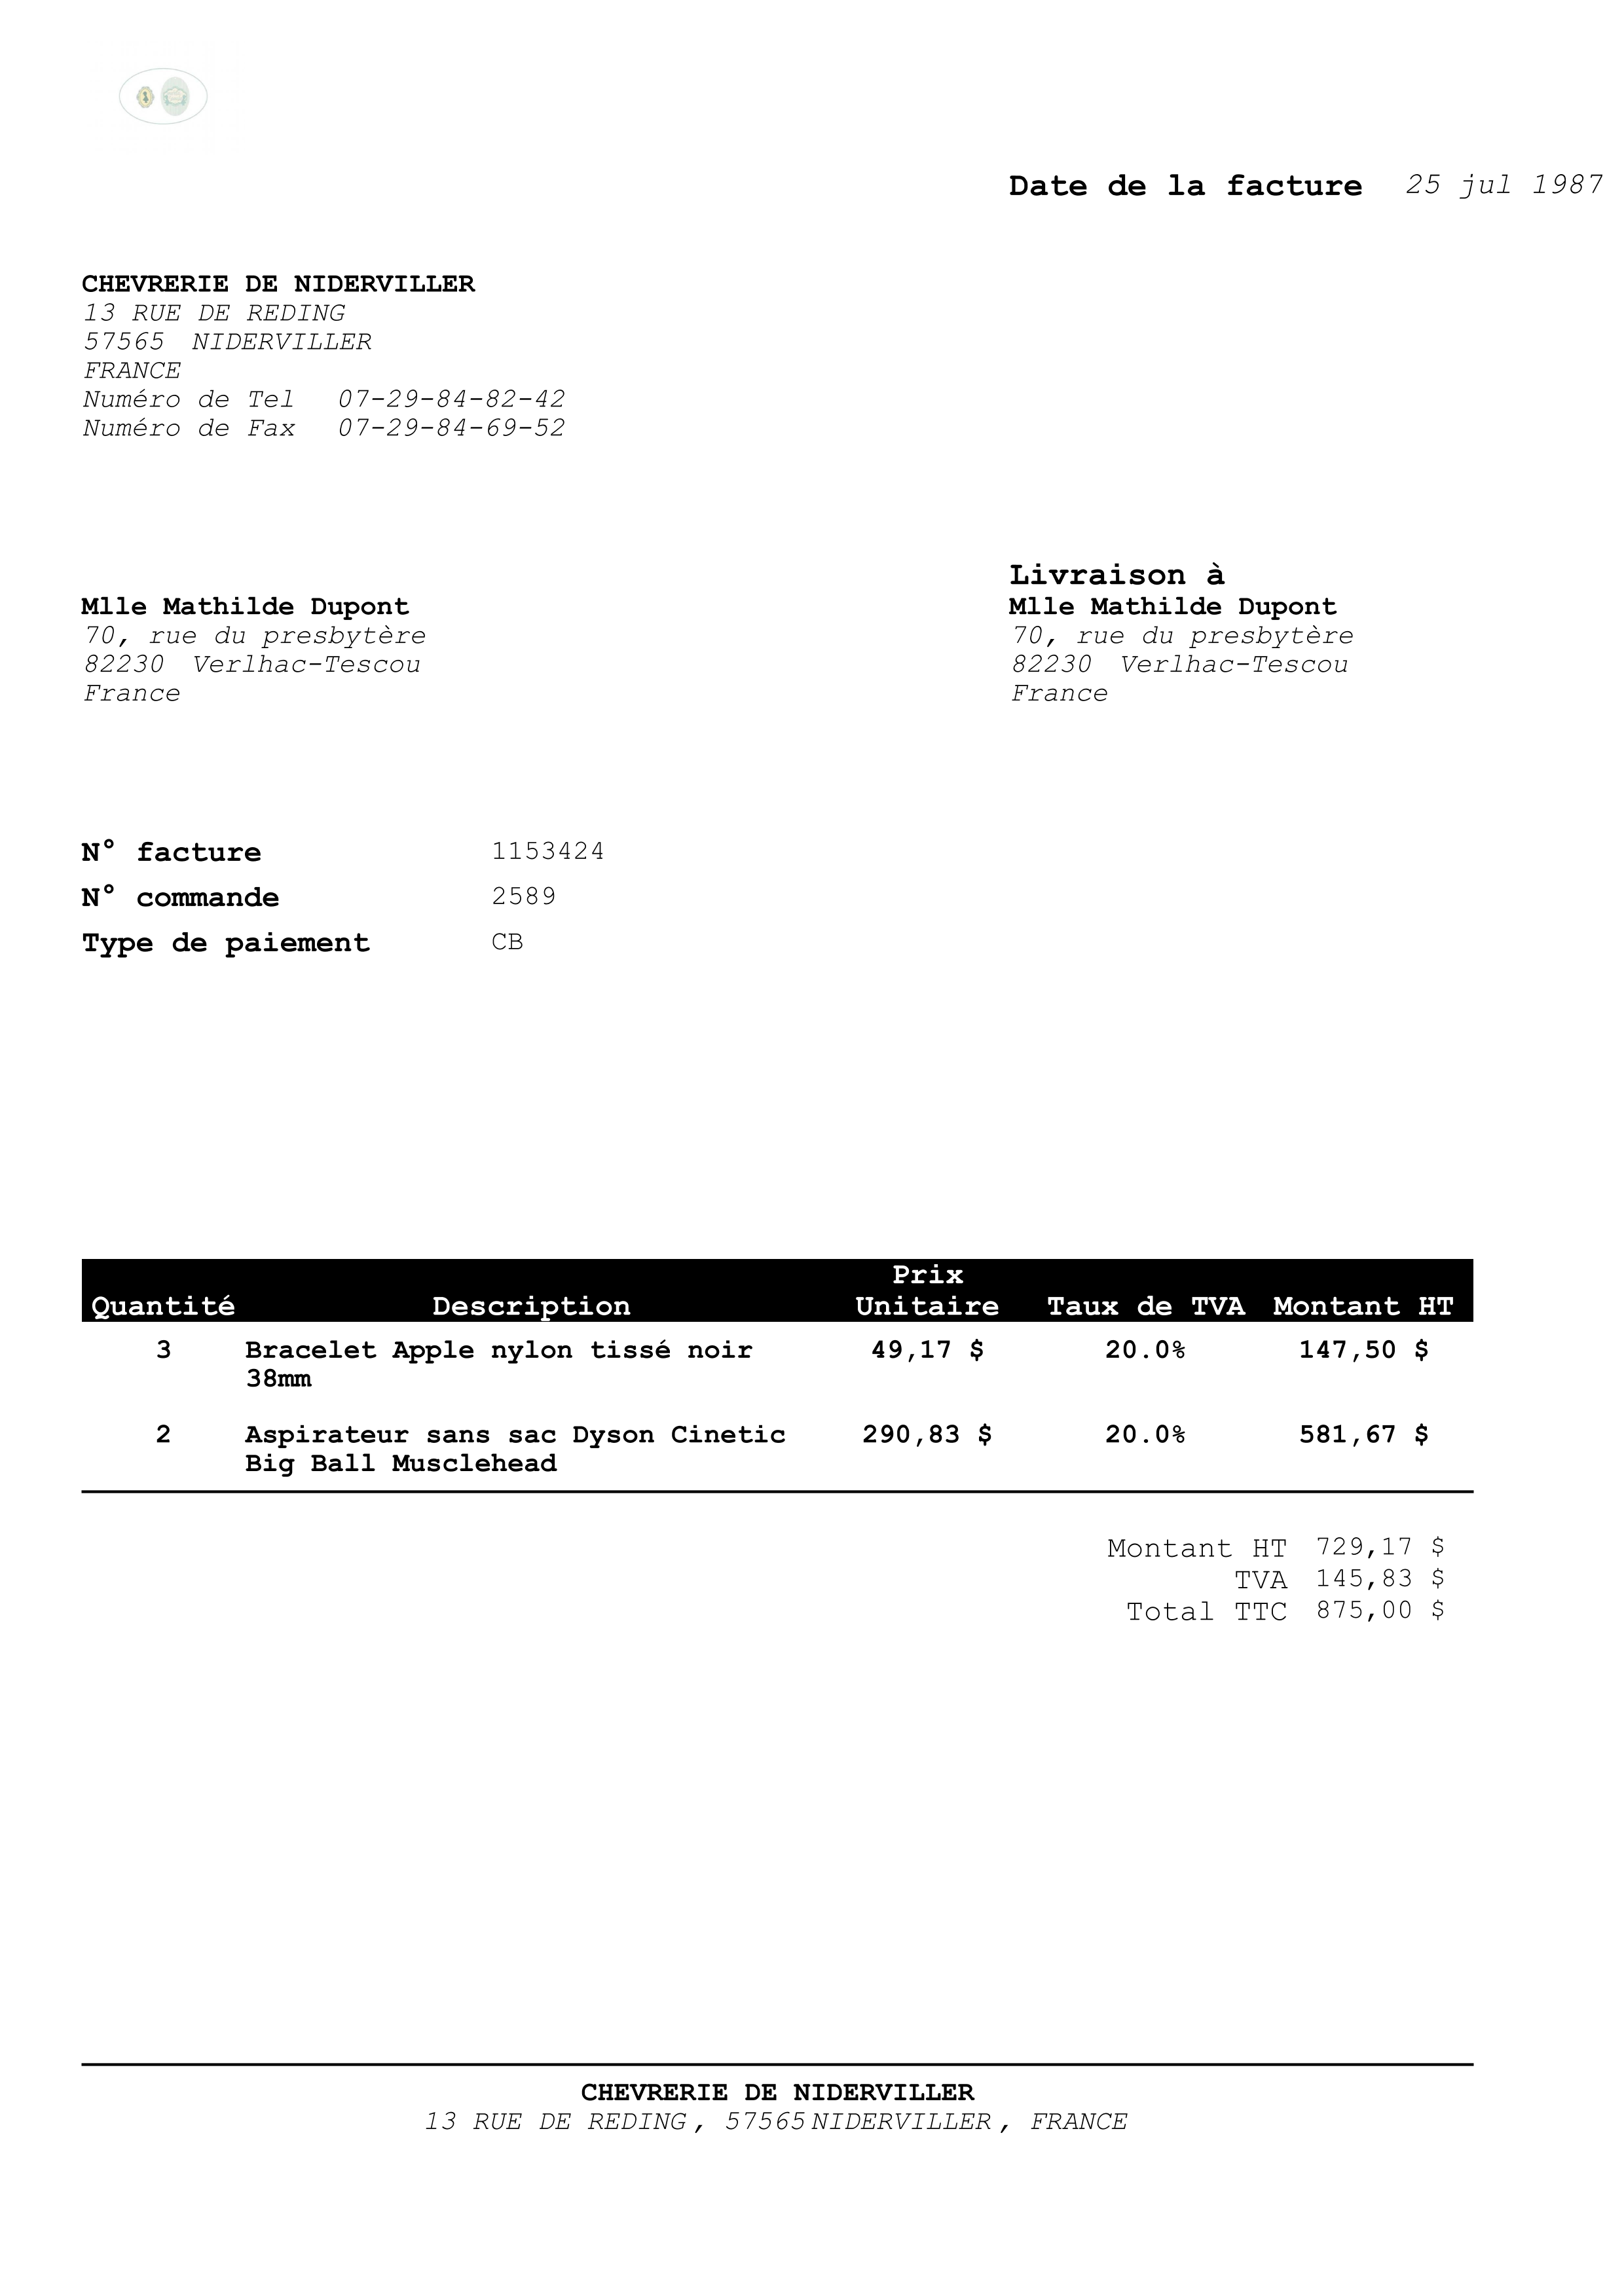 Date de la facture 25 jul 1987
CHEVRERIE DE NIDERVILLER
13 RUE DE REDING
57565 NIDERVILLER
FRANCE
Numéro de Tel 07-29-84-82-42
Numéro de Fax 07-29-84-69-52
Mlle Mathilde Dupont
70, rue du presbytère
82230 Verlhac-Tescou
France
Livraison à
Mlle Mathilde Dupont
70, rue du presbytère
82230 Verlhac-Tescou
France
N° facture 1153424
N° commande 2589
Type de paiement CB
Quantité Description Prix Unitaire Taux de TVA Montant HT
3 Bracelet Apple nylon tissé noir 49,17 $ 20.0% 147,50 $
38mm
2 Aspirateur sans sac Dyson Cinetic 290,83 $ 20.0% 581,67 $
Big Ball Musclehead
Montant HT 729,17 $
TVA 145,83 $
Total TTC 875,00 $
CHEVRERIE DE NIDERVILLER
13 RUE DE REDING, 57565 NIDERVILLER, FRANCE